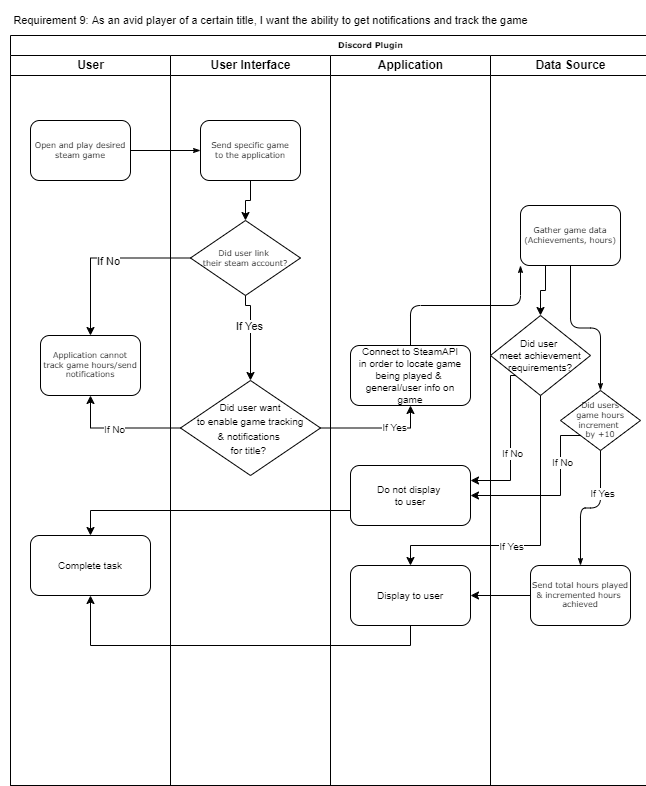 Requirement 9: As an avid player of a certain title, I want the ability to get notifications and track the game
Discord Plugin
User
User Interface
Application
Data Source
Open and play desired
steam game
Send specific game
to the application
Gather game data
(Achievements, hours)
Did user link
their steam account?
If No
If Yes
Application cannot
track game hours/send
notifications
Connect to SteamAPI
in order to locate game
being played &
general/user info on
game
Did user
meet achievement
requirements?
Did users
game hours
increment
by +10
Did user want
to enable game tracking
& notifications
for title?
If No
If Yes
If No
If No
If Yes
Do not display
to user
If Yes
Complete task
Display to user
Send total hours played
& incremented hours
achieved